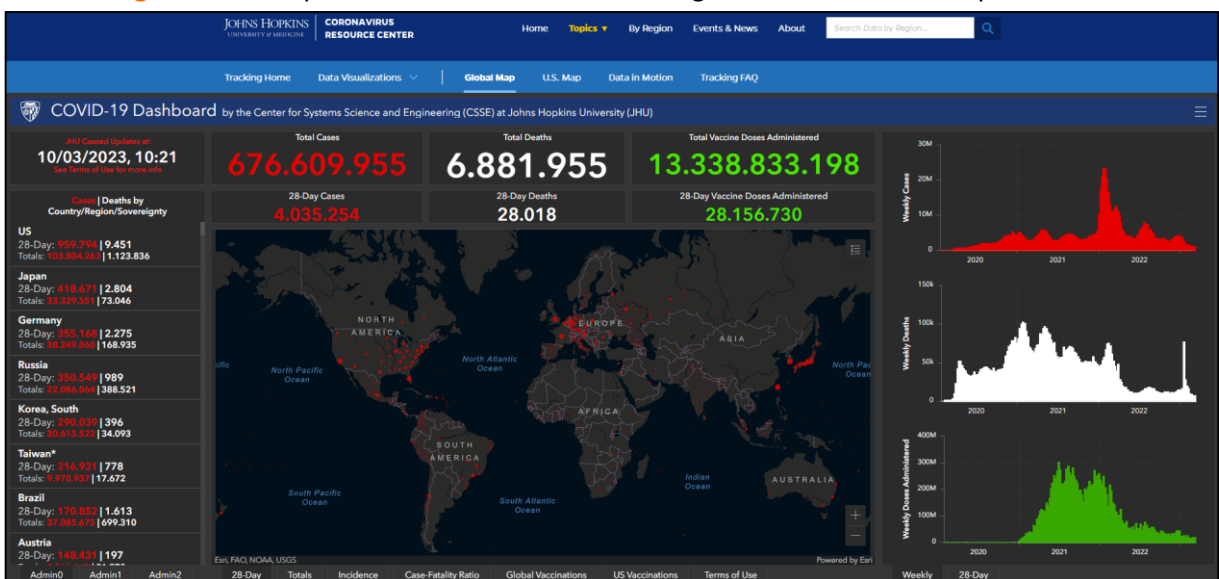 JOHNS HOPKINS
UNIVERSITY & MEDICINE
CORONAVIRUS
RESOURCE CENTER
Home
Topics ▼
By Region
Events & News
About
Search Data by Region...
Tracking Home
Data Visualizations
Global Map
U.S. Map
Data in Motion
Tracking FAQ
COVID-19 Dashboard by the Center for Systems Science and Engineering (CSSE) at Johns Hopkins University (JHU)
JHU Ceased Updates at:
10/03/2023, 10:21
See Terms of Use for more info.
Cases | Deaths by
Country/Region/Sovereignty
US
28-Day: 959.794 | 9.451
Totals: 103.804.263 | 1.123.836
Japan
28-Day: 418.671 | 2.804
Totals: 33.329.551 | 73.046
Germany
28-Day: 355.168 | 2.275
Totals: 38.249.060 | 168.935
Russia
28-Day: 350.549 | 989
Totals: 22.086.064 | 388.521
Korea, South
28-Day: 290.039 | 396
Totals: 30.615.522 | 34.093
Taiwan*
28-Day: 216.931 | 778
Totals: 9.970.937 | 17.672
Brazil
28-Day: 170.852 | 1.613
Totals: 37.085.675 | 699.310
Austria
28-Day: 148.431 | 197
Admin0
Admin1
Admin2
Total Cases
676.609.955
Total Deaths
6.881.955
Total Vaccine Doses Administered
13.338.833.198
28-Day Cases
4.035.254
28-Day Deaths
28.018
28-Day Vaccine Doses Administered
28.156.730
NORTH
AMERICA
EUROPE
ASIA
North Pacific
Ocean
North Atlantic
Ocean
North Pac
Ocean
AFRICA
SOUTH
AMERICA
Indian
Ocean
AUSTRALIA
South Pacific
Ocean
South Atlantic
Ocean
+
−
Esri, FAO, NOAA, USGS
Powered by Esri
28-Day
Totals
Incidence
Case-Fatality Ratio
Global Vaccinations
US Vaccinations
Terms of Use
Weekly Cases
30M
20M
10M
0
2020
2021
2022
Weekly Deaths
150k
100k
50k
0
2020
2021
2022
Weekly Doses Administered
400M
300M
200M
100M
0
2020
2021
2022
Weekly
28-Day